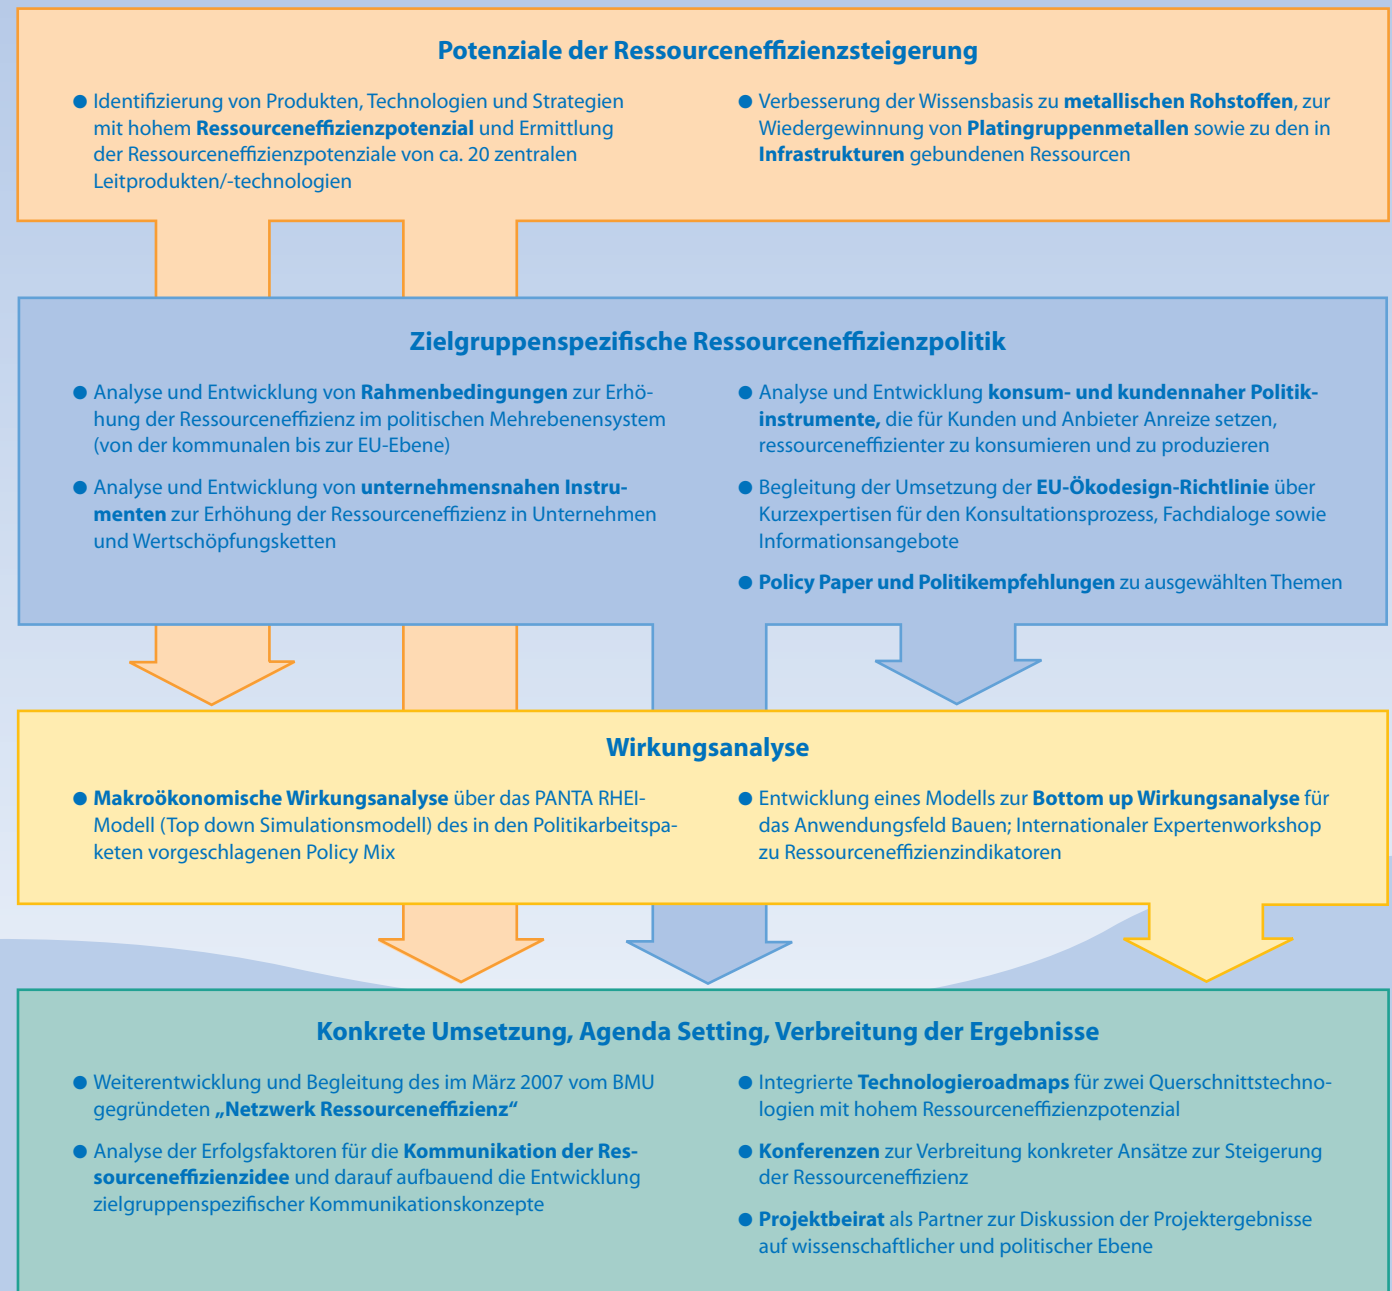 Potenziale der Ressourceneffizienzsteigerung
● Identifizierung von Produkten, Technologien und Strategien
mit hohem Ressourceneffizienzpotenzial und Ermittlung
der Ressourceneffizienzpotenziale von ca. 20 zentralen
Leitprodukten/-technologien
● Verbesserung der Wissensbasis zu metallischen Rohstoffen, zur
Wiedergewinnung von Platingruppenmetallen sowie zu den in
Infrastrukturen gebundenen Ressourcen
Zielgruppenspezifische Ressourceneffizienzpolitik
● Analyse und Entwicklung von Rahmenbedingungen zur Erhö-
hung der Ressourceneffizienz im politischen Mehrebenensystem
(von der kommunalen bis zur EU-Ebene)
● Analyse und Entwicklung von unternehmensnahen Instru-
menten zur Erhöhung der Ressourceneffizienz in Unternehmen
und Wertschöpfungsketten
● Analyse und Entwicklung konsum- und kundennaher Politik-
instrumente, die für Kunden und Anbieter Anreize setzen,
ressourceneffizienter zu konsumieren und zu produzieren
● Begleitung der Umsetzung der EU-Ökodesign-Richtlinie über
Kurzexpertisen für den Konsultationsprozess, Fachdialoge sowie
Informationsangebote
● Policy Paper und Politikempfehlungen zu ausgewählten Themen
Wirkungsanalyse
● Makroökonomische Wirkungsanalyse über das PANTA RHEI-
Modell (Top down Simulationsmodell) des in den Politikarbeitspa-
keten vorgeschlagenen Policy Mix
● Entwicklung eines Modells zur Bottom up Wirkungsanalyse für
das Anwendungsfeld Bauen; Internationaler Expertenworkshop
zu Ressourceneffizienzindikatoren
Konkrete Umsetzung, Agenda Setting, Verbreitung der Ergebnisse
● Weiterentwicklung und Begleitung des im März 2007 vom BMU
gegründeten „Netzwerk Ressourceneffizienz“
● Analyse der Erfolgsfaktoren für die Kommunikation der Res-
sourceneffizienzidee und darauf aufbauend die Entwicklung
zielgruppenspezifischer Kommunikationskonzepte
● Integrierte Technologieroadmaps für zwei Querschnittstechno-
logien mit hohem Ressourceneffizienzpotenzial
● Konferenzen zur Verbreitung konkreter Ansätze zur Steigerung
der Ressourceneffizienz
● Projektbeirat als Partner zur Diskussion der Projektergebnisse
auf wissenschaftlicher und politischer Ebene